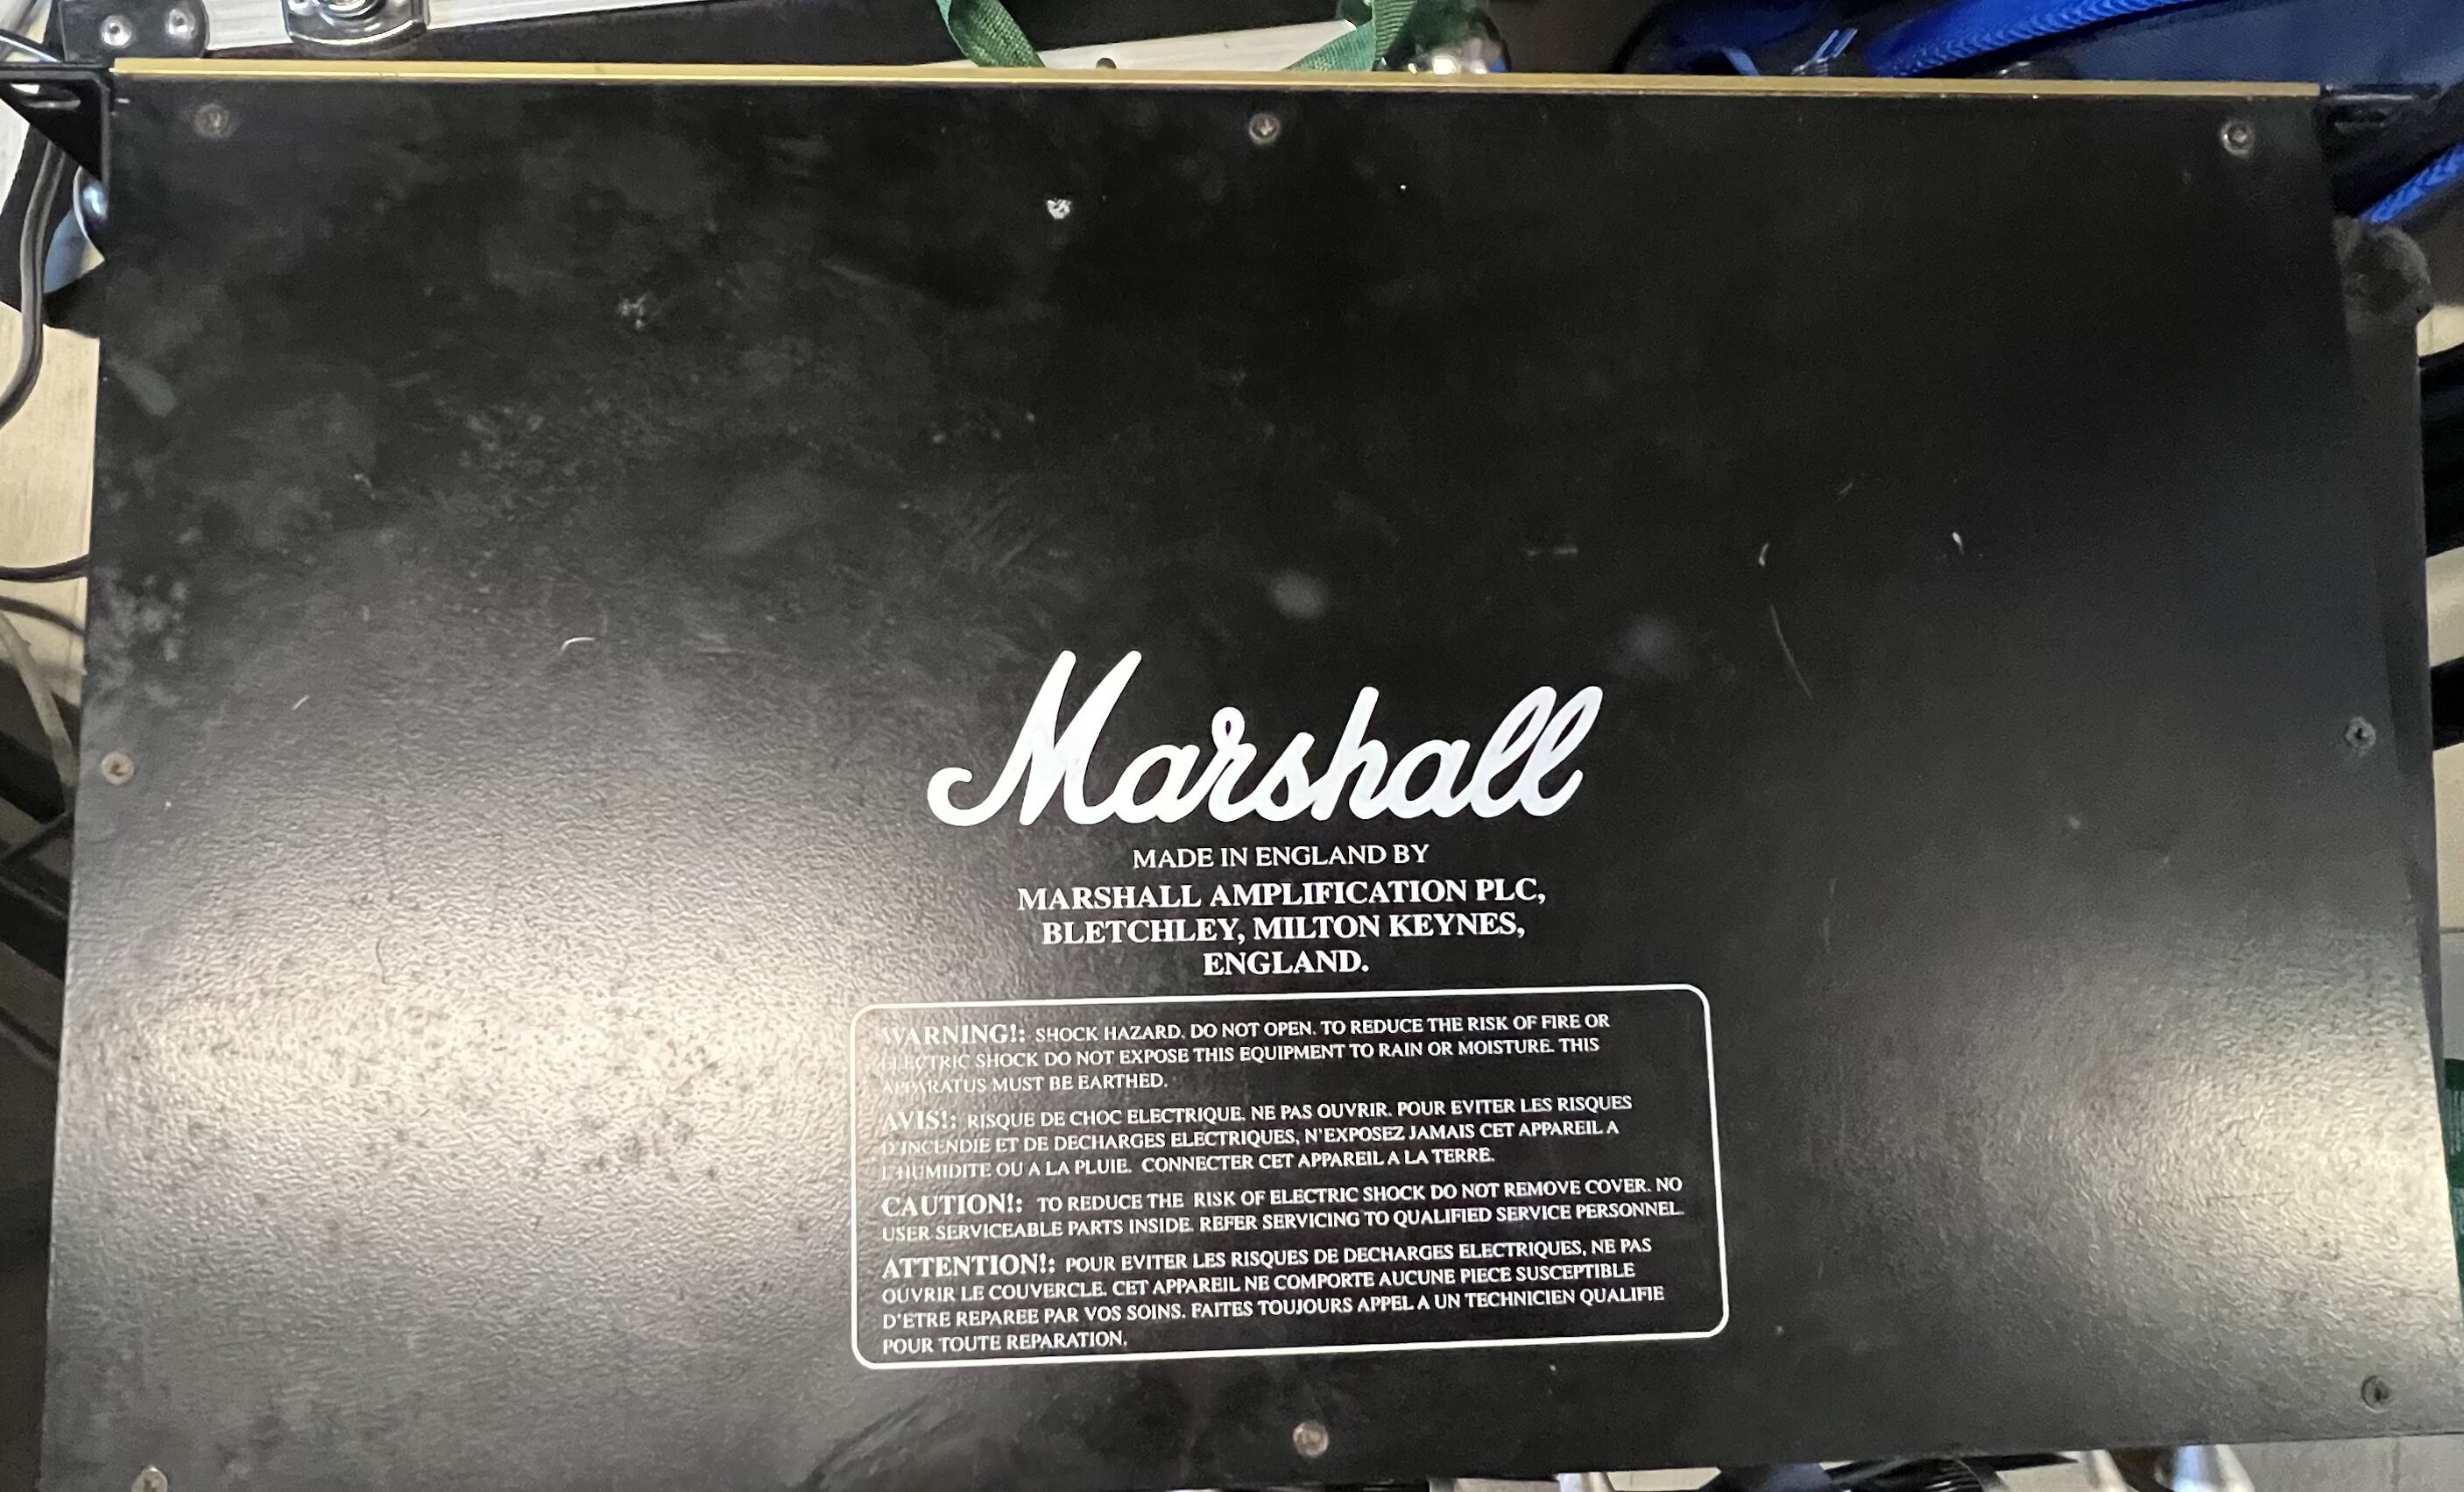 Marshall
MADE IN ENGLAND BY
MARSHALL AMPLIFICATION PLC,
BLETCHLEY, MILTON KEYNES,
ENGLAND.
WARNING!: SHOCK HAZARD. DO NOT OPEN. TO REDUCE THE RISK OF FIRE OR
ELECTRIC SHOCK DO NOT EXPOSE THIS EQUIPMENT TO RAIN OR MOISTURE. THIS
APPARATUS MUST BE EARTHED.
AVIS!: RISQUE DE CHOC ELECTRIQUE. NE PAS OUVRIR. POUR EVITER LES RISQUES
D'INCENDIE ET DE DECHARGES ELECTRIQUES, N'EXPOSEZ JAMAIS CET APPAREIL A
L'HUMIDITE OU A LA PLUIE. CONNECTER CET APPAREIL A LA TERRE.
CAUTION!: TO REDUCE THE RISK OF ELECTRIC SHOCK DO NOT REMOVE COVER. NO
USER SERVICEABLE PARTS INSIDE. REFER SERVICING TO QUALIFIED SERVICE PERSONNEL.
ATTENTION!: POUR EVITER LES RISQUES DE DECHARGES ELECTRIQUES, NE PAS
OUVRIR LE COUVERCLE. CET APPAREIL NE COMPORTE AUCUNE PIECE SUSCEPTIBLE
D'ETRE REPAREE PAR VOS SOINS. FAITES TOUJOURS APPEL A UN TECHNICIEN QUALIFIE
POUR TOUTE REPARATION.